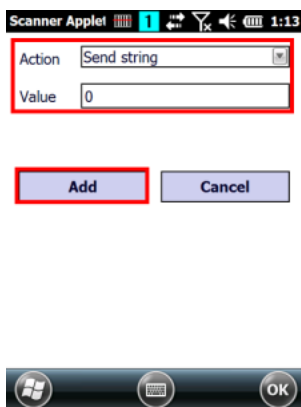 Scanner Applet 1 1:13
Action Send string
Value 0
Add Cancel
OK